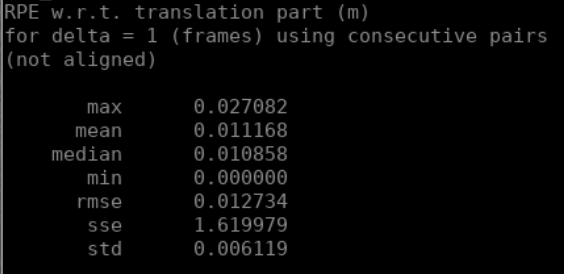 RPE w.r.t. translation part (m)
for delta = 1 (frames) using consecutive pairs
(not aligned)
max 0.027082
mean 0.011168
median 0.010858
min 0.000000
rmse 0.012734
sse 1.619979
std 0.006119